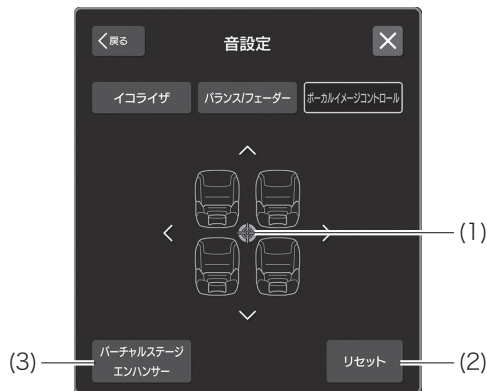 戻る
音設定
イコライザ
バランス/フェーダー
ボーカルイメージコントロール
(1)
バーチャルステージ
エンハンサー
リセット
(3)
(2)